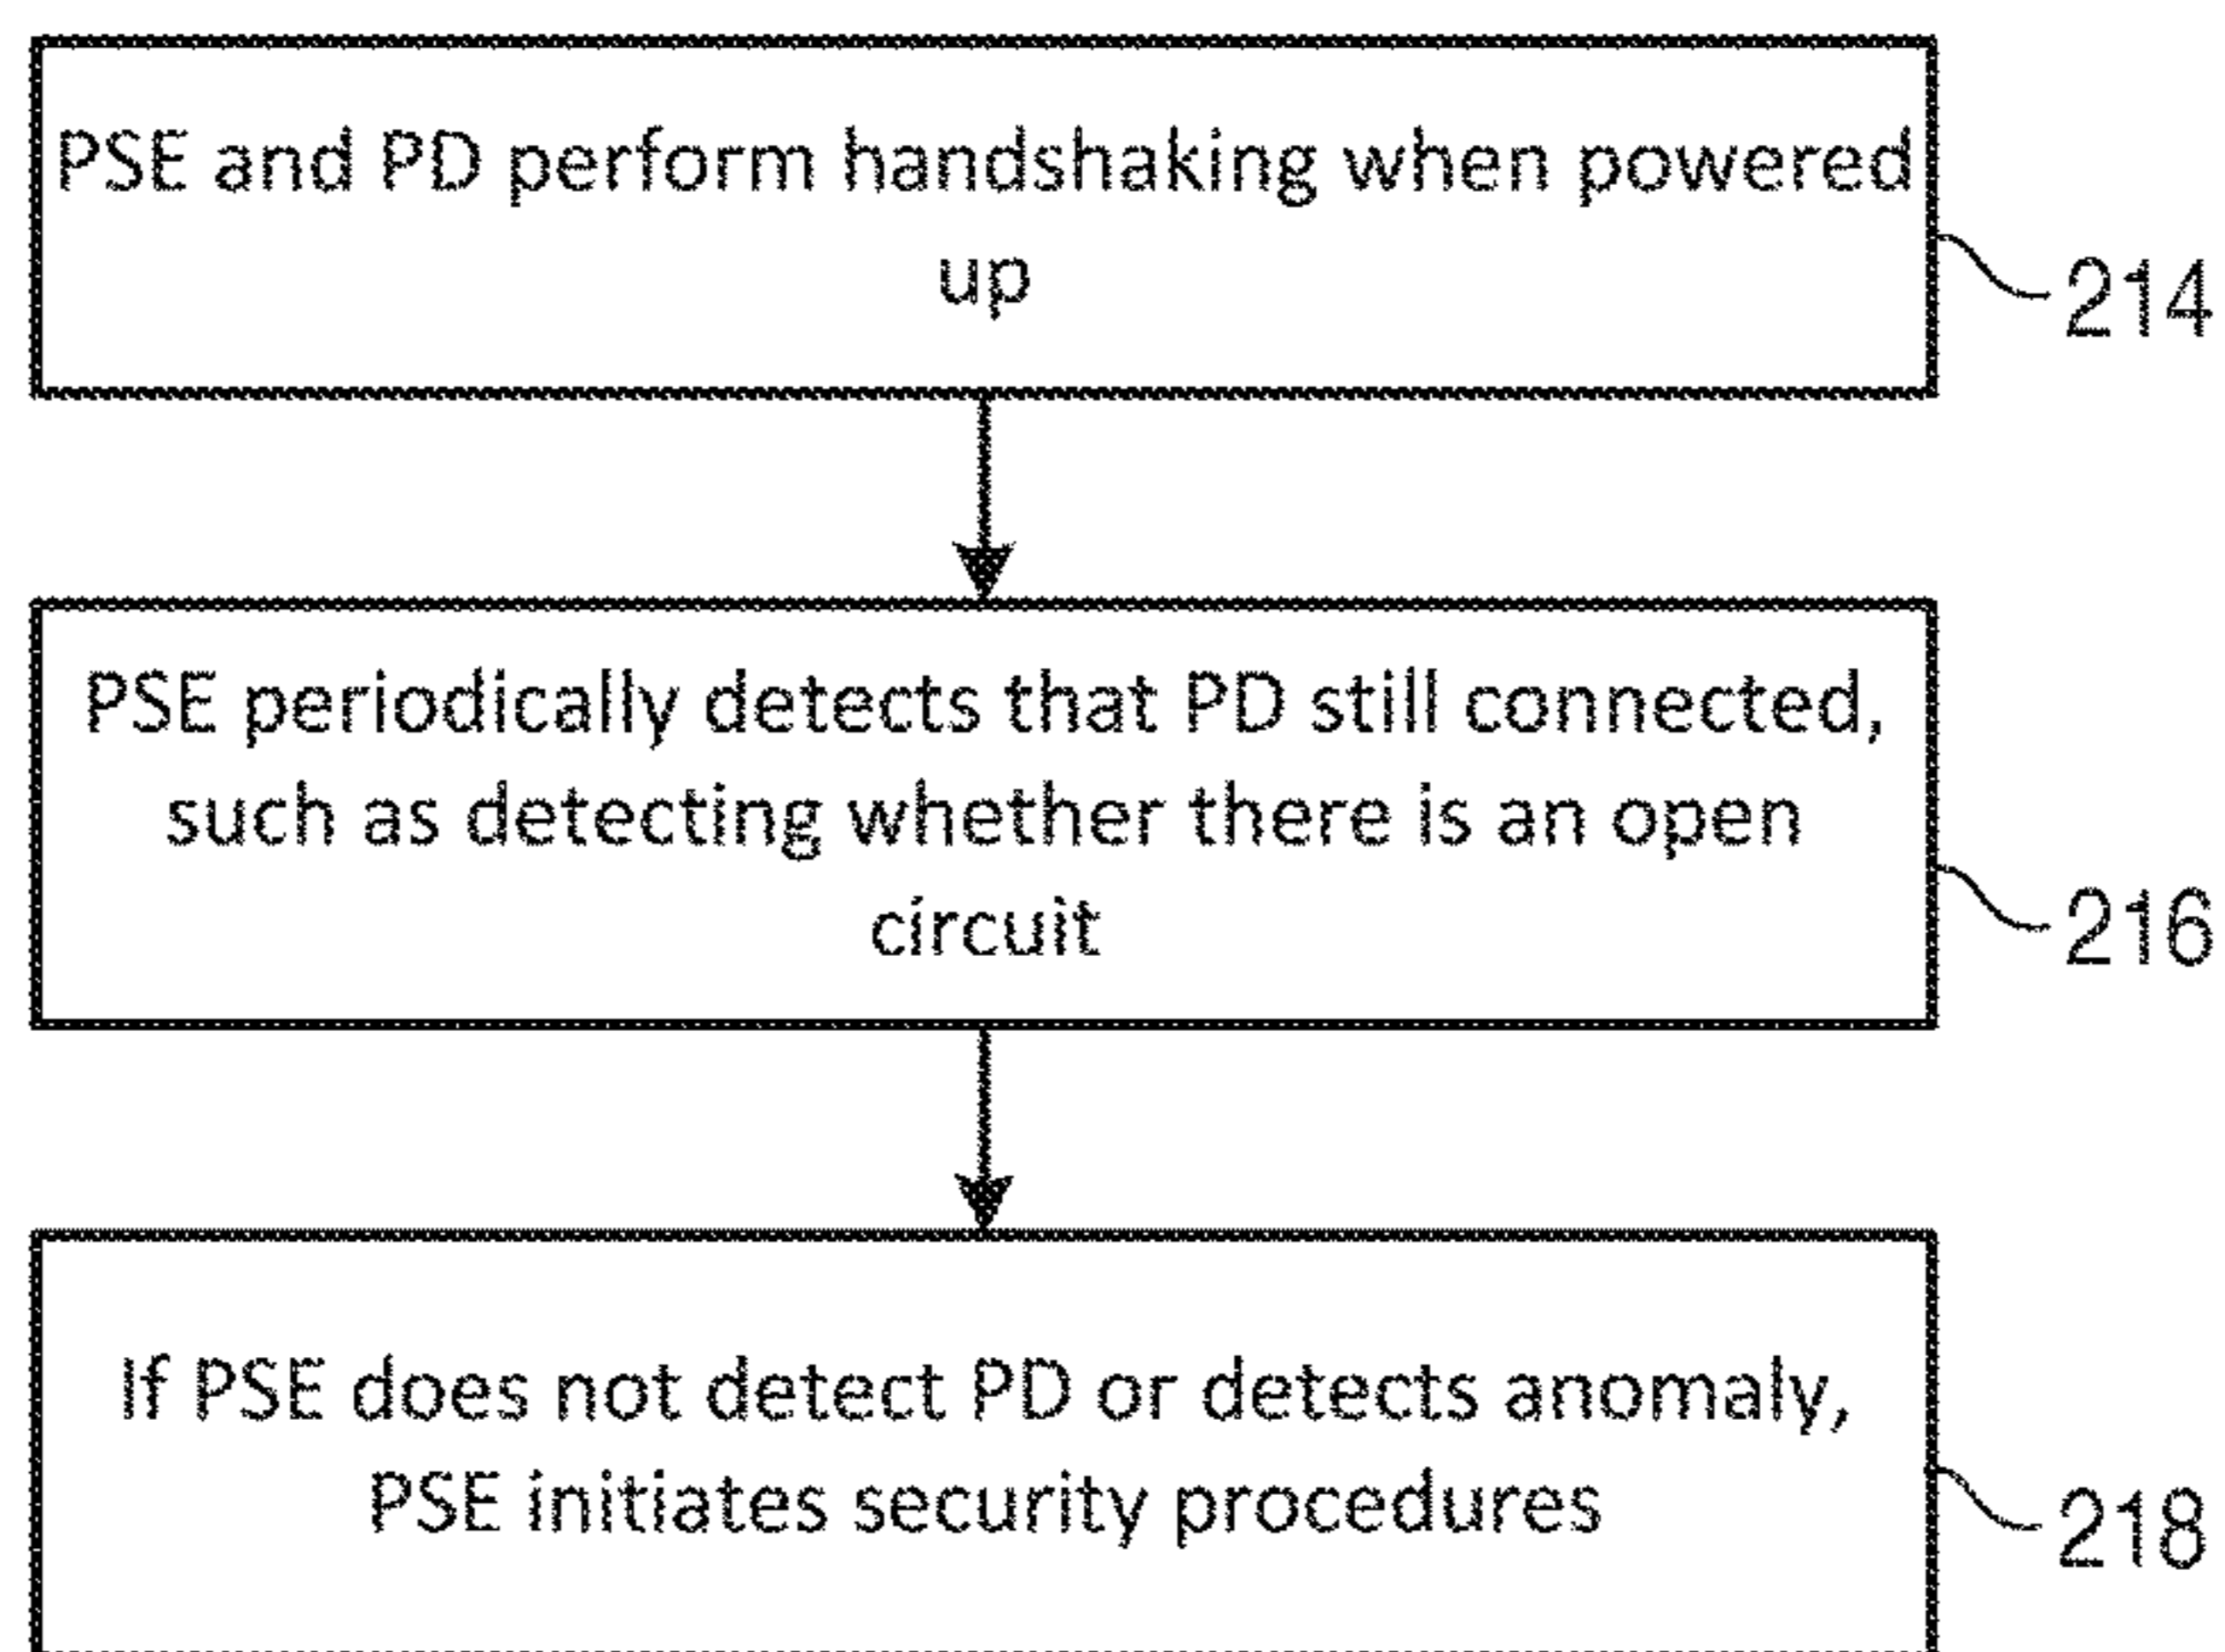 PSE and PD perform handshaking when powered
up
214
PSE periodically detects that PD still connected,
such as detecting whether there is an open
circuit
216
If PSE does not detect PD or detects anomaly,
PSE initiates security procedures
218